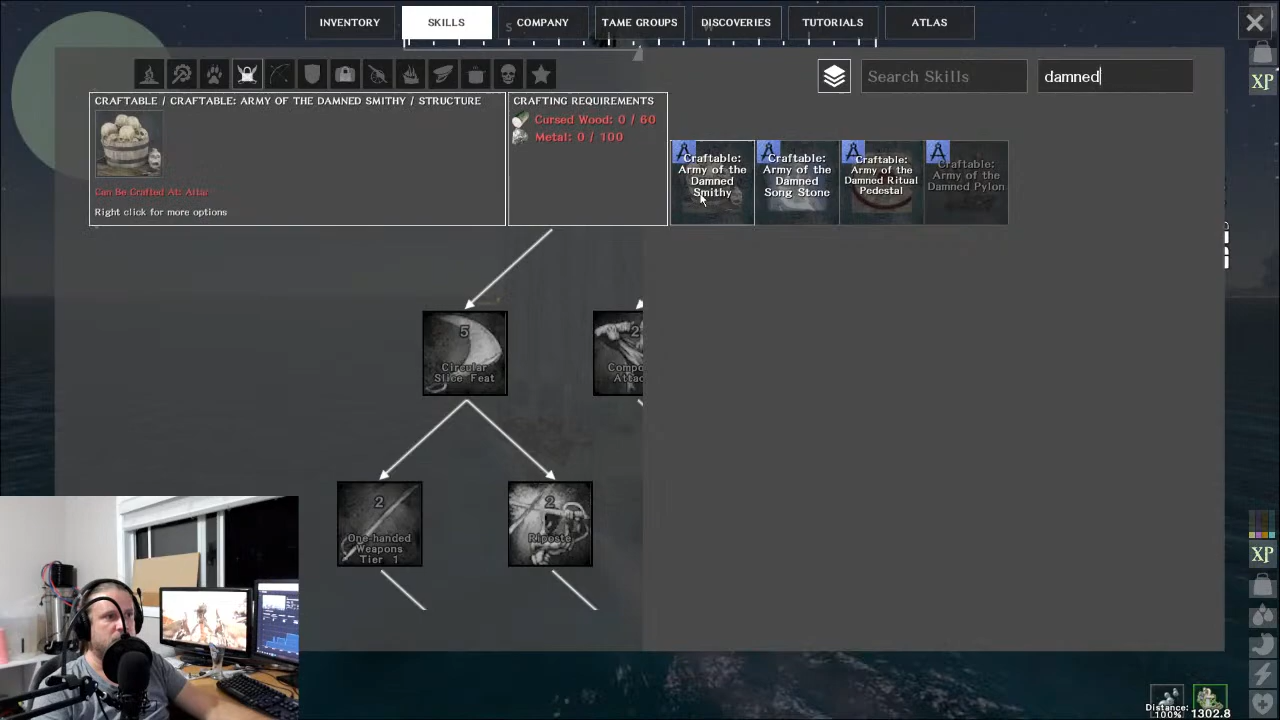 INVENTORY
SKILLS
COMPANY
TAME GROUPS
DISCOVERIES
TUTORIALS
ATLAS
XP
Search Skills
damned
CRAFTABLE / CRAFTABLE: ARMY OF THE DAMNED SMITHY / STRUCTURE
Can Be Crafted At: Altar
Right click for more options
CRAFTING REQUIREMENTS
Cursed Wood: 0 / 60
Metal: 0 / 100
Craftable:
Army of the
Damned
Smithy
Craftable:
Army of the
Damned
Song Stone
Craftable:
Army of the
Damned Ritual
Pedestal
Craftable:
Army of the
Damned Pylon
5
Circular
Slice Feat
2
2
One-handed
Weapons
Tier 1
2
Riposte
XP
Distance:
100%
1302.8